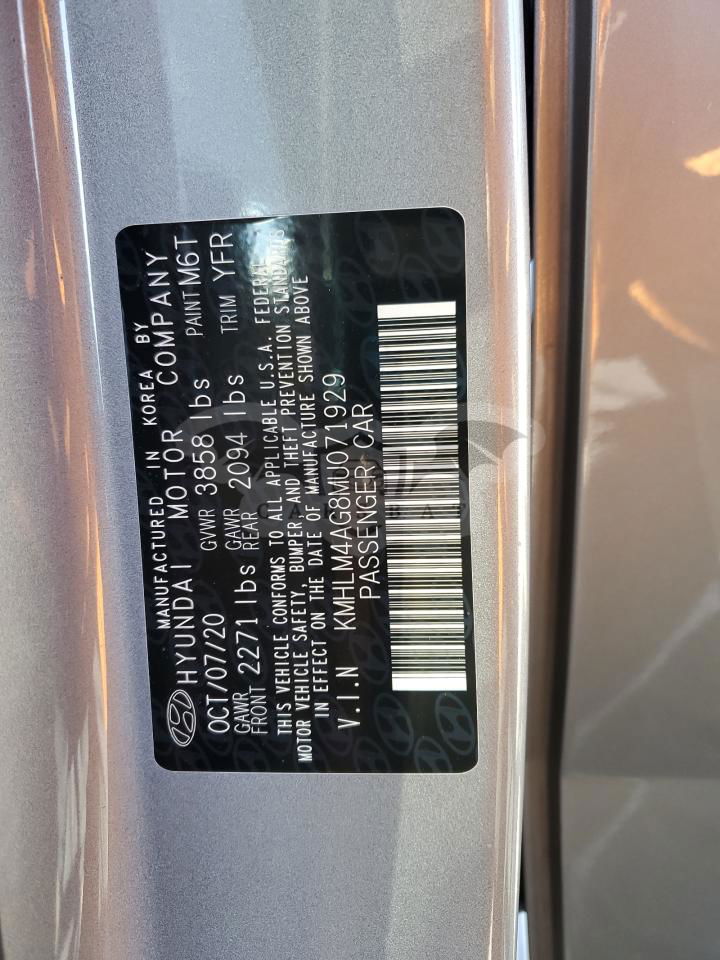 MANUFACTURED IN KOREA BY
HYUNDAI MOTOR COMPANY
OCT/07/20 GVWR 3858 lbs PAINT M6T
GAWR FRONT 2271 lbs GAWR REAR 2094 lbs TRIM YFR
THIS VEHICLE CONFORMS TO ALL APPLICABLE U.S.A. FEDERAL
MOTOR VEHICLE SAFETY, BUMPER, AND THEFT PREVENTION STANDARDS
IN EFFECT ON THE DATE OF MANUFACTURE SHOWN ABOVE
V.I.N KMHLM4AG8MU071929
PASSENGER CAR